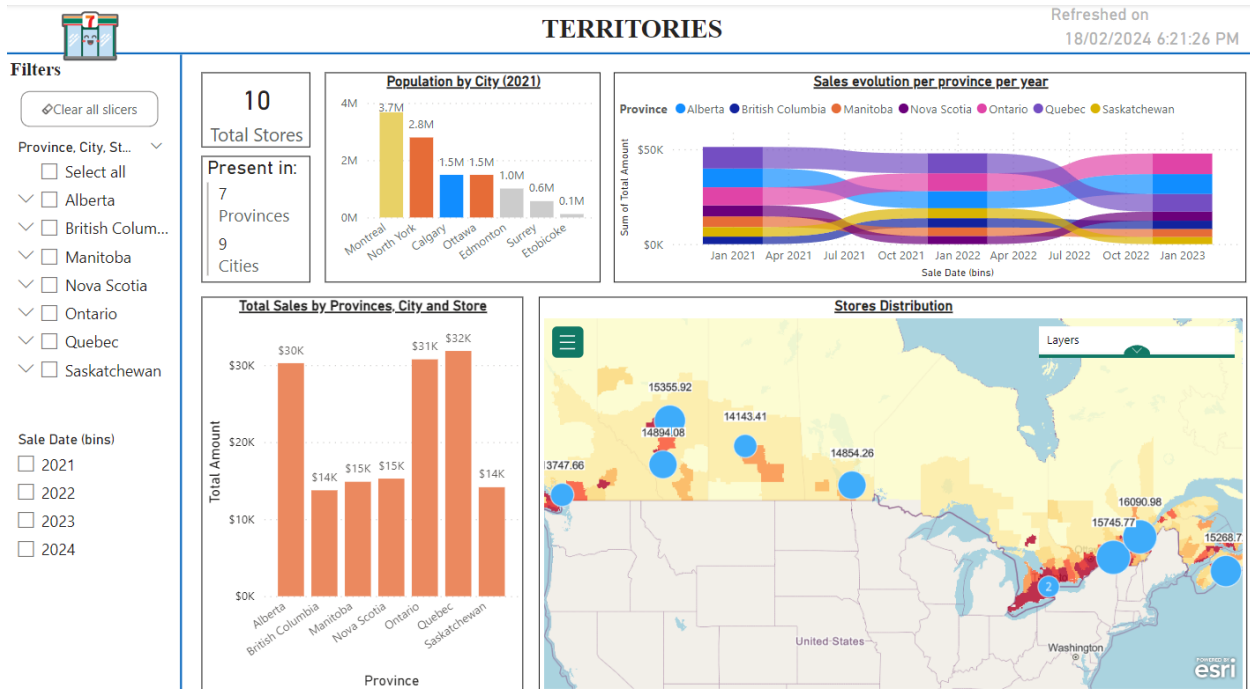 7
TERRITORIES
Refreshed on
18/02/2024 6:21:26 PM
Filters
Clear all slicers
Province, City, St...
Select all
Alberta
British Colum...
Manitoba
Nova Scotia
Ontario
Quebec
Saskatchewan
Sale Date (bins)
2021
2022
2023
2024
10
Total Stores
Present in:
7
Provinces
9
Cities
Population by City (2021)
4M
2M
0M
3.7M
2.8M
1.5M
1.5M
1.0M
0.6M
0.1M
Montreal
North York
Calgary
Ottawa
Edmonton
Surrey
Etobicoke
Sales evolution per province per year
Province Alberta British Columbia Manitoba Nova Scotia Ontario Quebec Saskatchewan
Sum of Total Amount
$50K
$0K
Jan 2021 Apr 2021 Jul 2021 Oct 2021 Jan 2022 Apr 2022 Jul 2022 Oct 2022 Jan 2023
Sale Date (bins)
Total Sales by Provinces, City and Store
Total Amount
$30K
$20K
$10K
$0K
$30K
$14K
$15K
$15K
$31K
$32K
$14K
Alberta
British Columbia
Manitoba
Nova Scotia
Ontario
Quebec
Saskatchewan
Province
Stores Distribution
Layers
15355.92
14894.08
14143.41
14854.26
13747.66
16090.98
15745.77
15268.7
2
United States
Washington
POWERED BY
esri